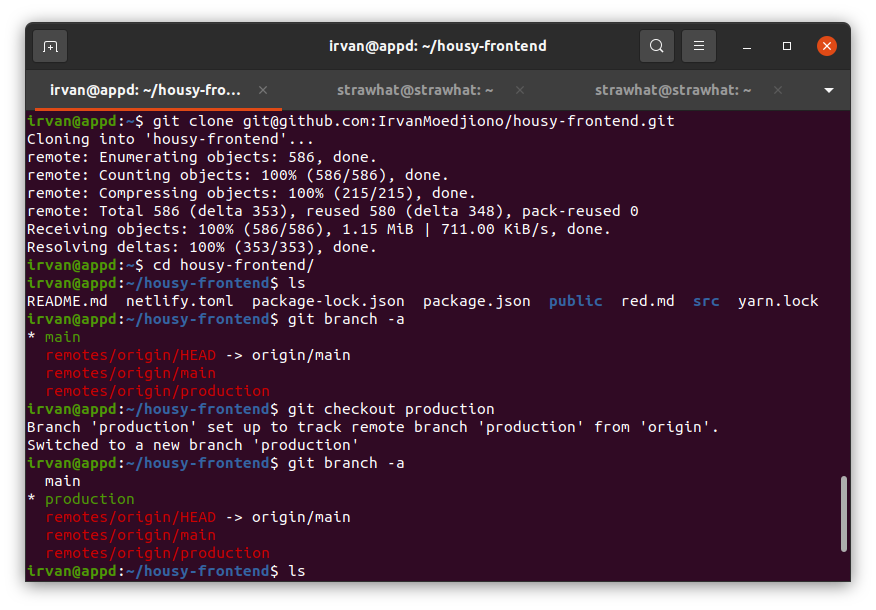 irvan@appd: ~/housy-frontend
irvan@appd: ~/housy-fro... strawhat@strawhat: ~ strawhat@strawhat: ~
irvan@appd:~$ git clone git@github.com:IrvanMoedjiono/housy-frontend.git
Cloning into 'housy-frontend'...
remote: Enumerating objects: 586, done.
remote: Counting objects: 100% (586/586), done.
remote: Compressing objects: 100% (215/215), done.
remote: Total 586 (delta 353), reused 580 (delta 348), pack-reused 0
Receiving objects: 100% (586/586), 1.15 MiB | 711.00 KiB/s, done.
Resolving deltas: 100% (353/353), done.
irvan@appd:~$ cd housy-frontend/
irvan@appd:~/housy-frontend$ ls
README.md  netlify.toml  package-lock.json  package.json  public  red.md  src  yarn.lock
irvan@appd:~/housy-frontend$ git branch -a
* main
  remotes/origin/HEAD -> origin/main
  remotes/origin/main
  remotes/origin/production
irvan@appd:~/housy-frontend$ git checkout production
Branch 'production' set up to track remote branch 'production' from 'origin'.
Switched to a new branch 'production'
irvan@appd:~/housy-frontend$ git branch -a
  main
* production
  remotes/origin/HEAD -> origin/main
  remotes/origin/main
  remotes/origin/production
irvan@appd:~/housy-frontend$ ls